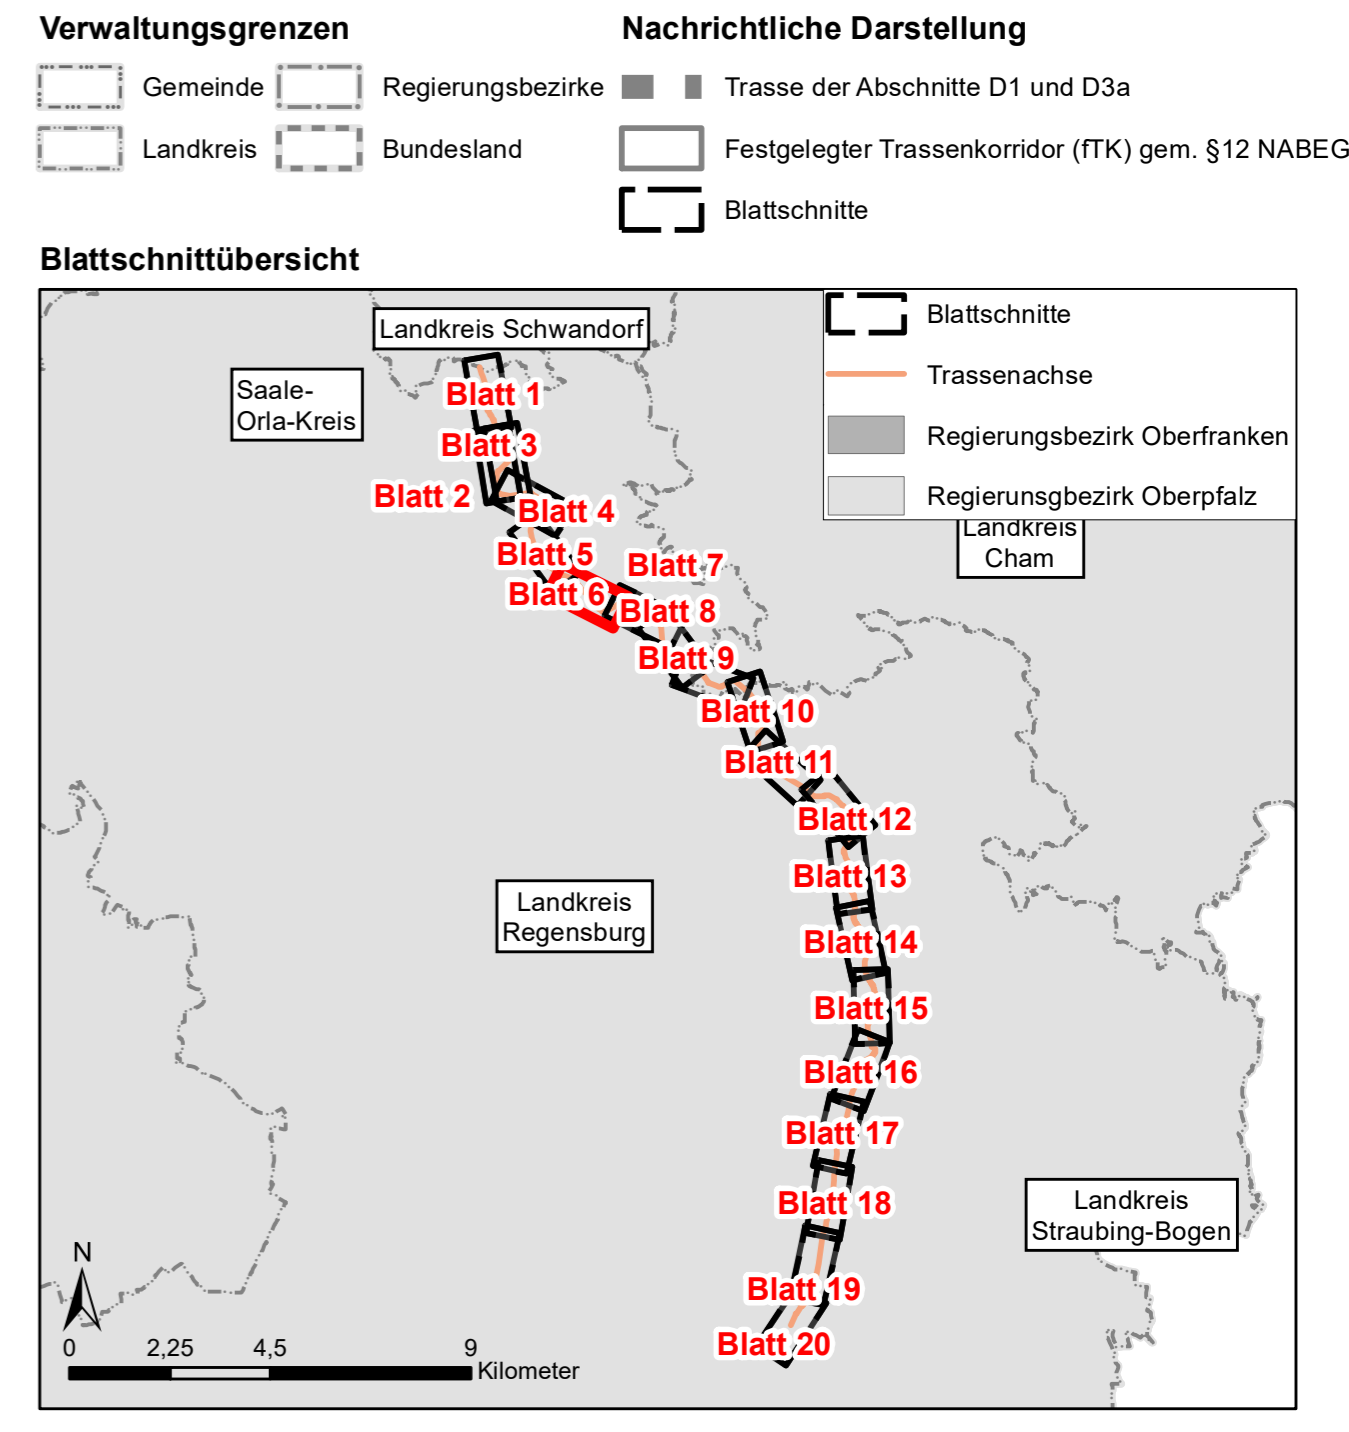 Verwaltungsgrenzen
Nachrichtliche Darstellung
Gemeinde
Regierungsbezirke
Trasse der Abschnitte D1 und D3a
Landkreis
Bundesland
Festgelegter Trassenkorridor (fTK) gem. §12 NABEG
Blattschnitte
Blattschnittübersicht
Blattschnitte
Trassenachse
Regierungsbezirk Oberfranken
Regierunsgbezirk Oberpfalz
Landkreis Schwandorf
Saale-
Orla-Kreis
Landkreis
Cham
Blatt 1
Blatt 3
Blatt 2
Blatt 4
Blatt 5
Blatt 7
Blatt 6
Blatt 8
Blatt 9
Blatt 10
Blatt 11
Blatt 12
Blatt 13
Landkreis
Regensburg
Blatt 14
Blatt 15
Blatt 16
Blatt 17
Blatt 18
Landkreis
Straubing-Bogen
Blatt 19
Blatt 20
N
0 2,25 4,5 9
Kilometer